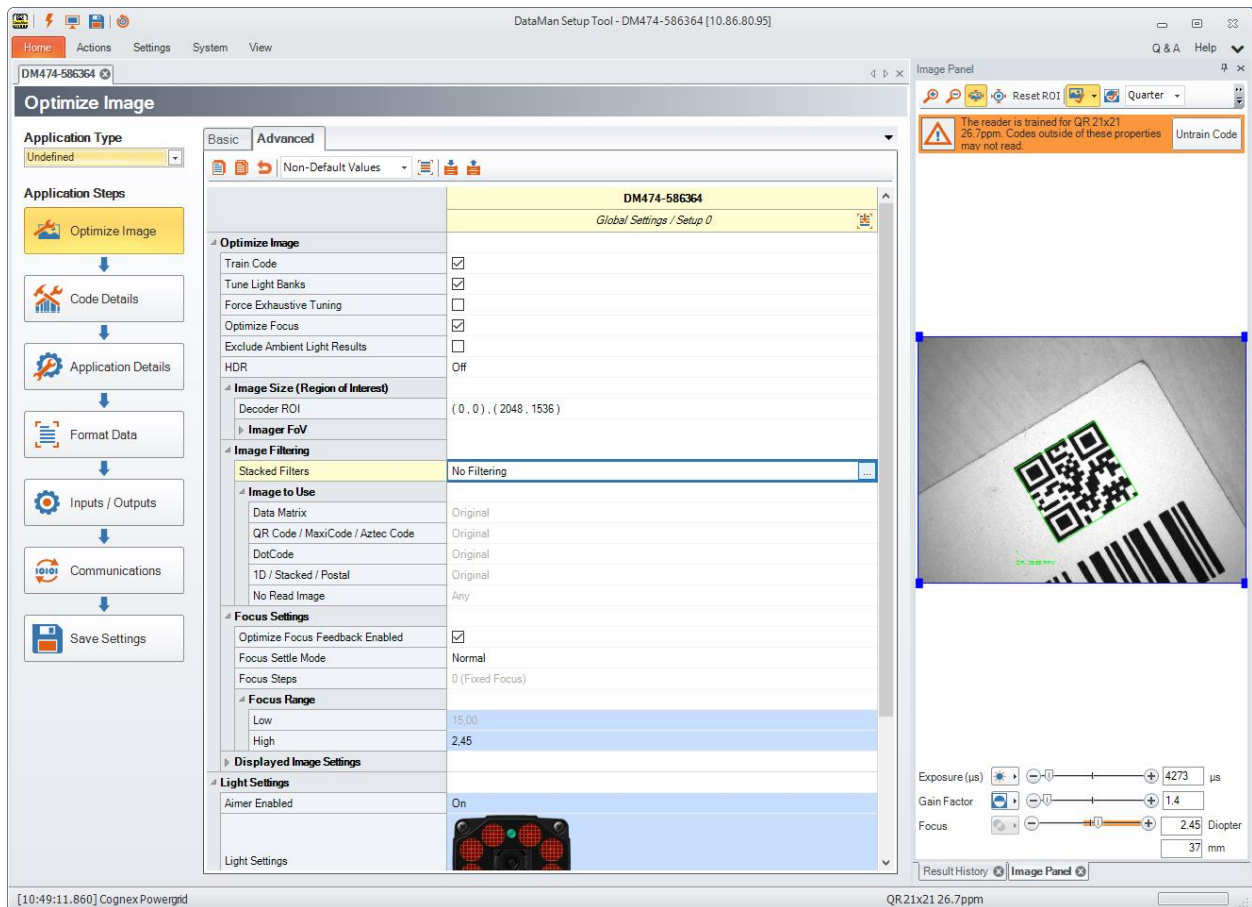 DataMan Setup Tool - DM474-586364 [10.86.80.95]
Home Actions Settings System View Q & A Help
DM474-586364
Optimize Image
Application Type
Undefined
Application Steps
Optimize Image
Code Details
Application Details
Format Data
Inputs / Outputs
Communications
Save Settings
Basic Advanced
Non-Default Values
DM474-586364
Global Settings / Setup 0
Optimize Image
Train Code
Tune Light Banks
Force Exhaustive Tuning
Optimize Focus
Exclude Ambient Light Results
HDR Off
Image Size (Region of Interest)
Decoder ROI ( 0 , 0 ) , ( 2048 , 1536 )
Imager FoV
Image Filtering
Stacked Filters No Filtering ...
Image to Use
Data Matrix Original
QR Code / MaxiCode / Aztec Code Original
DotCode Original
1D / Stacked / Postal Original
No Read Image Any
Focus Settings
Optimize Focus Feedback Enabled
Focus Settle Mode Normal
Focus Steps 0 (Fixed Focus)
Focus Range
Low 15,00
High 2,45
Displayed Image Settings
Light Settings
Aimer Enabled On
Light Settings
Image Panel
Reset ROI Quarter
The reader is trained for QR 21x21
26.7ppm. Codes outside of these properties
may not read.
Untrain Code
Exposure (µs) 4273 µs
Gain Factor 1.4
Focus 2.45 Diopter
37 mm
Result History Image Panel
[10:49:11.860] Cognex Powergrid QR 21x21 26.7ppm